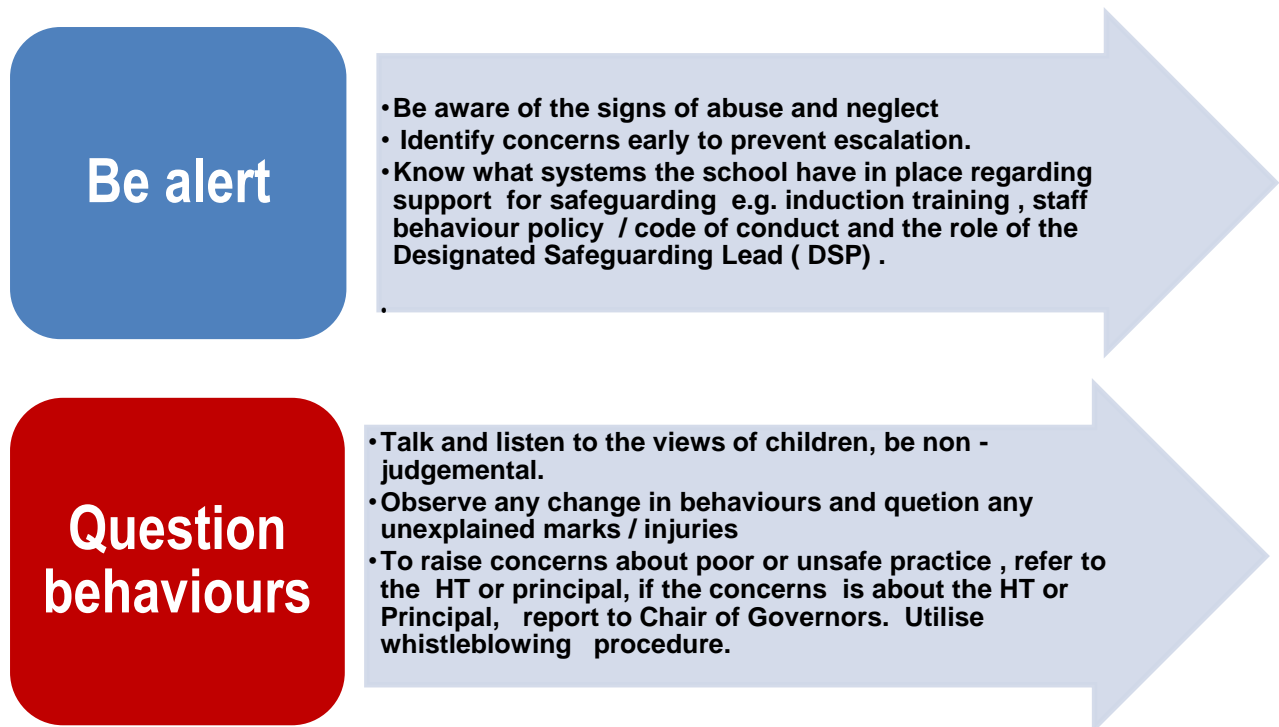 Be alert
•Be aware of the signs of abuse and neglect
• Identify concerns early to prevent escalation.
•Know what systems the school have in place regarding
support for safeguarding e.g. induction training , staff
behaviour policy / code of conduct and the role of the
Designated Safeguarding Lead ( DSP) .
.
Question
behaviours
•Talk and listen to the views of children, be non -
judgemental.
•Observe any change in behaviours and quetion any
unexplained marks / injuries
•To raise concerns about poor or unsafe practice , refer to
the HT or principal, if the concerns is about the HT or
Principal, report to Chair of Governors. Utilise
whistleblowing procedure.